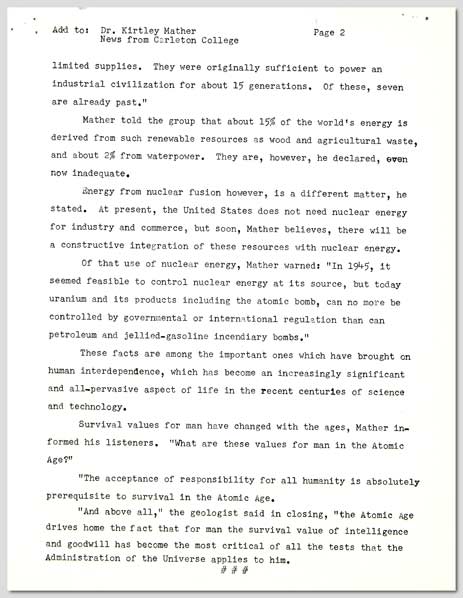 Add to: Dr. Kirtley Mather Page 2
News from Carleton College
limited supplies. They were originally sufficient to power an
industrial civilization for about 15 generations. Of these, seven
are already past."
Mather told the group that about 15% of the world's energy is
derived from such renewable resources as wood and agricultural waste,
and about 2% from waterpower. They are, however, he declared, even
now inadequate.
Energy from nuclear fusion however, is a different matter, he
stated. At present, the United States does not need nuclear energy
for industry and commerce, but soon, Mather believes, there will be
a constructive integration of these resources with nuclear energy.
Of that use of nuclear energy, Mather warned: "In 1945, it
seemed feasible to control nuclear energy at its source, but today
uranium and its products including the atomic bomb, can no more be
controlled by governmental or international regulation than can
petroleum and jellied-gasoline incendiary bombs."
These facts are among the important ones which have brought on
human interdependence, which has become an increasingly significant
and all-pervasive aspect of life in the recent centuries of science
and technology.
Survival values for man have changed with the ages, Mather in-
formed his listeners. "What are these values for man in the Atomic
Age?"
"The acceptance of responsibility for all humanity is absolutely
prerequisite to survival in the Atomic Age.
"And above all," the geologist said in closing, "the Atomic Age
drives home the fact that for man the survival value of intelligence
and goodwill has become the most critical of all the tests that the
Administration of the Universe applies to him.
# # #